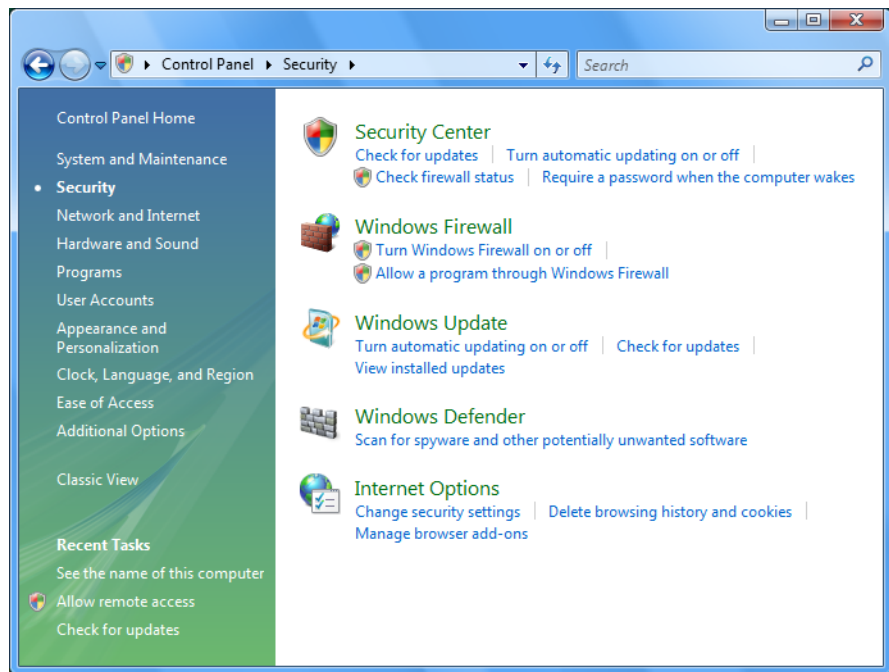 Control Panel Security
Search
Control Panel Home
System and Maintenance
Security
Network and Internet
Hardware and Sound
Programs
User Accounts
Appearance and
Personalization
Clock, Language, and Region
Ease of Access
Additional Options
Classic View
Recent Tasks
See the name of this computer
Allow remote access
Check for updates
Security Center
Check for updates Turn automatic updating on or off
Check firewall status Require a password when the computer wakes
Windows Firewall
Turn Windows Firewall on or off
Allow a program through Windows Firewall
Windows Update
Turn automatic updating on or off Check for updates
View installed updates
Windows Defender
Scan for spyware and other potentially unwanted software
Internet Options
Change security settings Delete browsing history and cookies
Manage browser add-ons